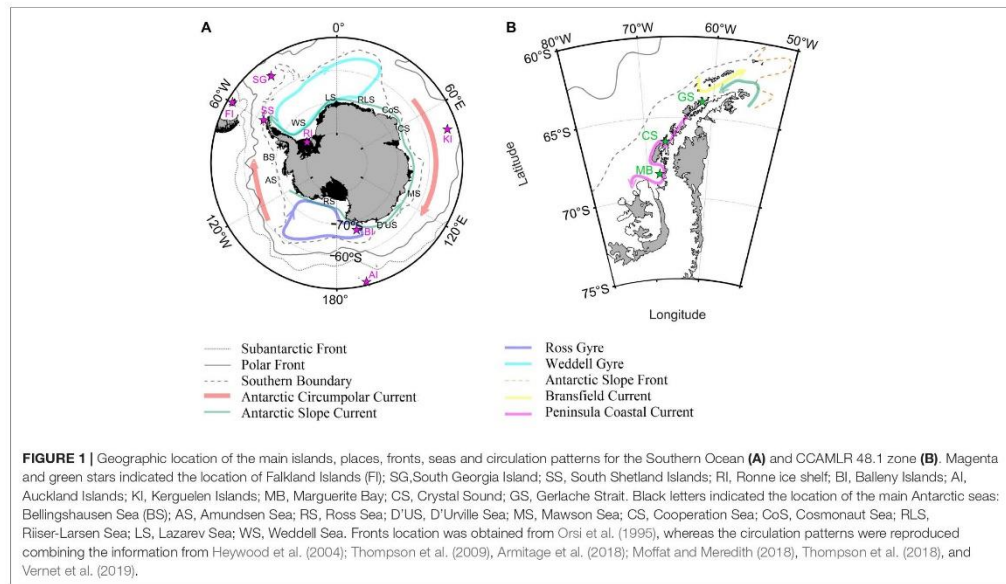 A
0°
B
60°W
60°E
120°W
120°E
180°
-70°S
-60°S
SG
FI
SS
RI
KI
BI
AI
LS
RLS
CoS
CS
WS
BS
AS
RS
MS
D'US
80°W
70°W
60°W
50°W
60°S
65°S
70°S
75°S
GS
CS
MB
Latitude
Longitude
Subantarctic Front
Polar Front
Southern Boundary
Antarctic Circumpolar Current
Antarctic Slope Current
Ross Gyre
Weddell Gyre
Antarctic Slope Front
Bransfield Current
Peninsula Coastal Current
FIGURE 1 | Geographic location of the main islands, places, fronts, seas and circulation patterns for the Southern Ocean (A) and CCAMLR 48.1 zone (B). Magenta
and green stars indicated the location of Falkland Islands (FI); SG,South Georgia Island; SS, South Shetland Islands; RI, Ronne ice shelf; BI, Balleny Islands; AI,
Auckland Islands; KI, Kerguelen Islands; MB, Marguerite Bay; CS, Crystal Sound; GS, Gerlache Strait. Black letters indicated the location of the main Antarctic seas:
Bellingshausen Sea (BS); AS, Amundsen Sea; RS, Ross Sea; D'US, D'Urville Sea; MS, Mawson Sea; CS, Cooperation Sea; CoS, Cosmonaut Sea; RLS,
Riiser-Larsen Sea; LS, Lazarev Sea; WS, Weddell Sea. Fronts location was obtained from Orsi et al. (1995), whereas the circulation patterns were reproduced
combining the information from Heywood et al. (2004); Thompson et al. (2009), Armitage et al. (2018); Moffat and Meredith (2018), Thompson et al. (2018), and
Vernet et al. (2019).